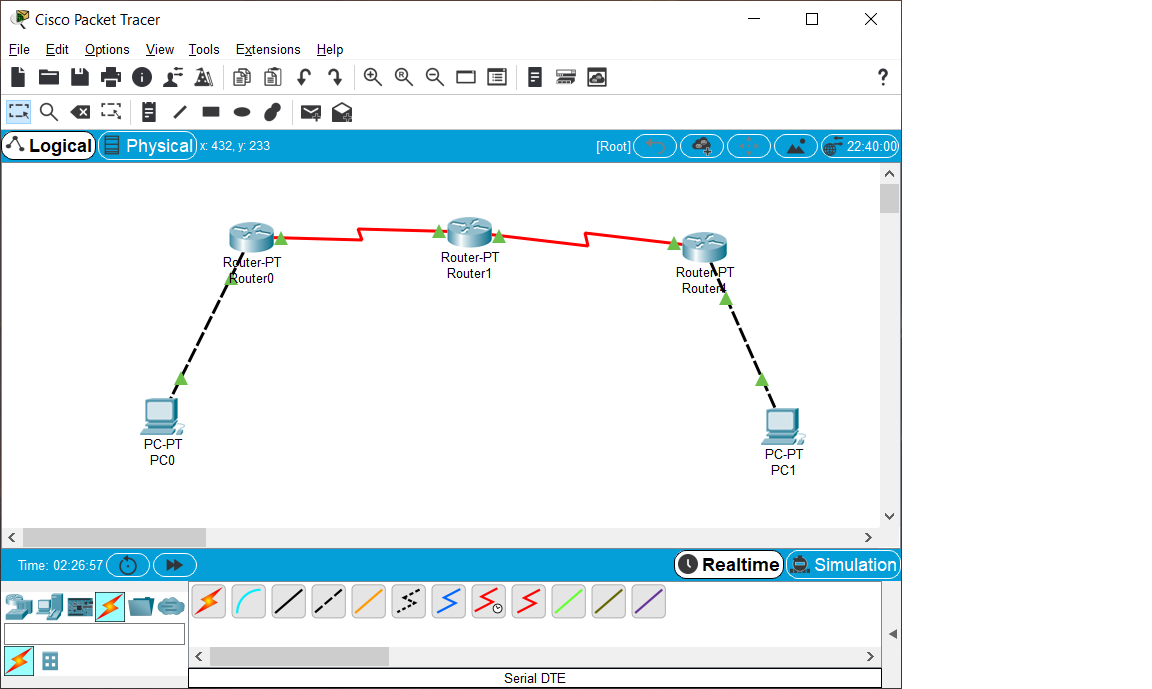 Cisco Packet Tracer
File Edit Options View Tools Extensions Help
Logical Physical x: 432, y: 233 [Root] 22:40:00
Router-PT
Router0
Router-PT
Router1
Router-PT
Router4
PC-PT
PC0
PC-PT
PC1
Time: 02:26:57 Realtime Simulation
Serial DTE